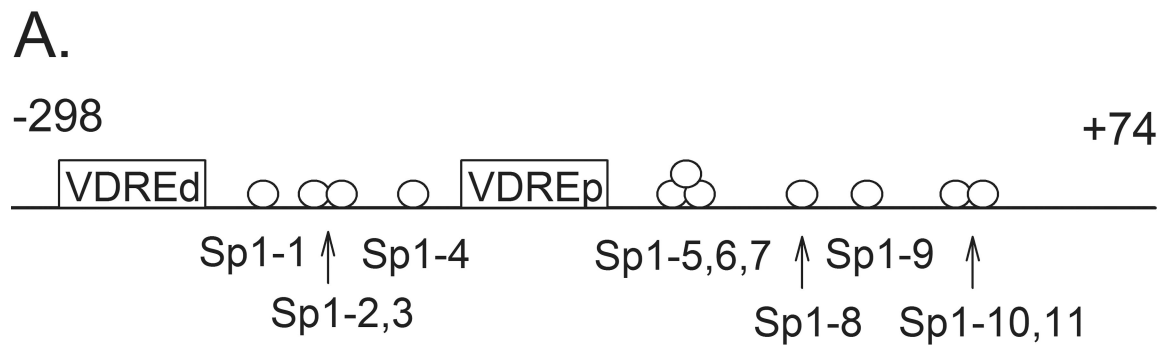 A.
-298
+74
VDREd
VDREp
Sp1-1
Sp1-4
Sp1-5,6,7
Sp1-9
Sp1-2,3
Sp1-8
Sp1-10,11